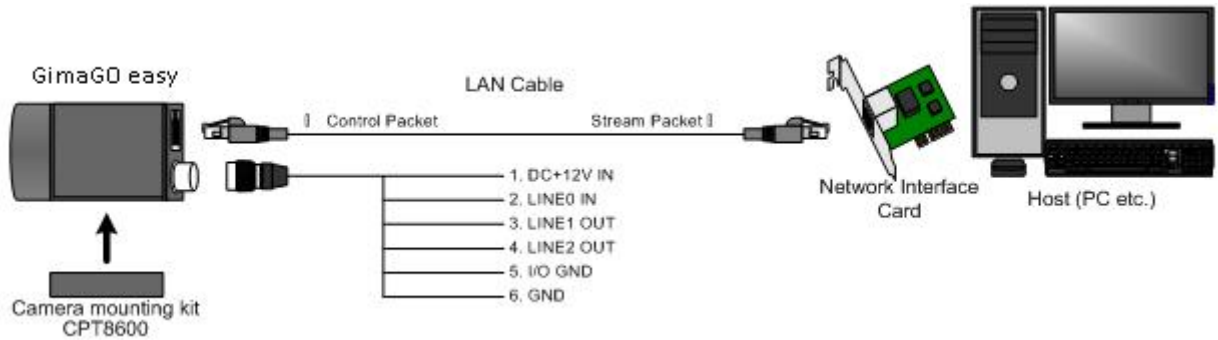 GimaGO easy
LAN Cable
Control Packet
Stream Packet
1. DC+12V IN
2. LINE0 IN
3. LINE1 OUT
4. LINE2 OUT
5. I/O GND
6. GND
Network Interface
Card
Host (PC etc.)
Camera mounting kit
CPT8600